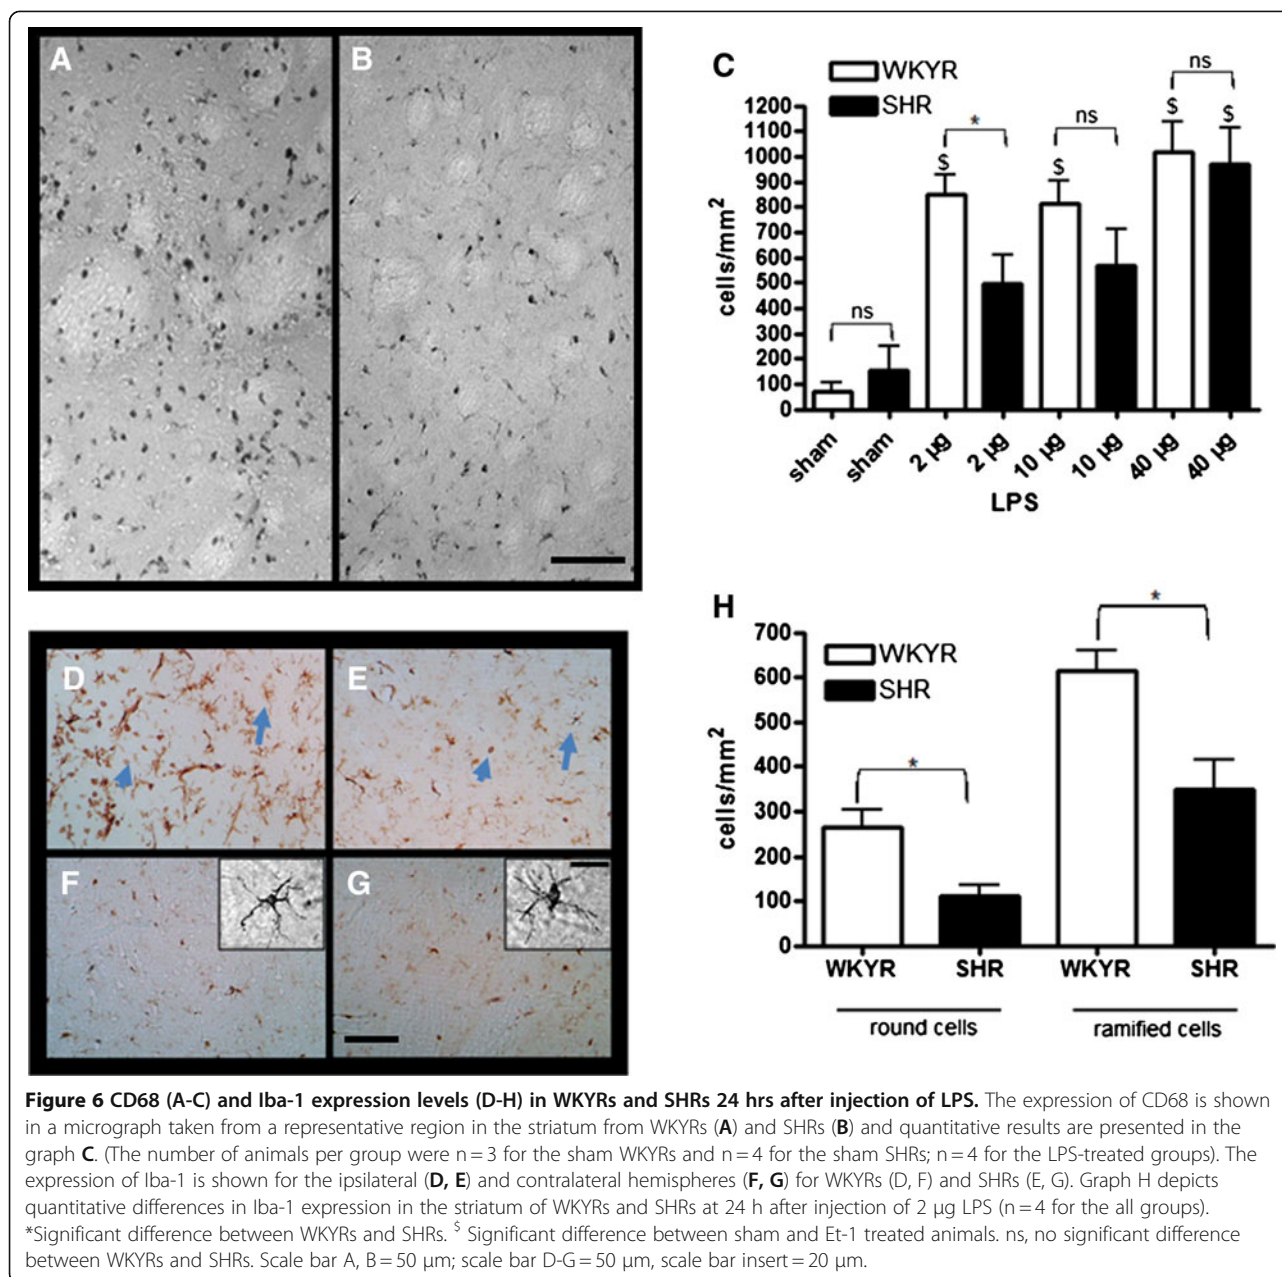 A
B
C
WKYR
SHR
ns
1200
1100
1000
900
800
700
600
500
400
300
200
100
0
cells/mm²
ns
*
$
ns
$
ns
$
$
sham
sham
2 µg
2 µg
10 µg
10 µg
40 µg
40 µg
LPS
D
E
F
G
H
WKYR
SHR
700
600
500
400
300
200
100
0
cells/mm²
*
*
WKYR
SHR
WKYR
SHR
round cells
ramified cells
Figure 6 CD68 (A-C) and Iba-1 expression levels (D-H) in WKYRs and SHRs 24 hrs after injection of LPS. The expression of CD68 is shown
in a micrograph taken from a representative region in the striatum from WKYRs (A) and SHRs (B) and quantitative results are presented in the
graph C. (The number of animals per group were n = 3 for the sham WKYRs and n = 4 for the sham SHRs; n = 4 for the LPS-treated groups). The
expression of Iba-1 is shown for the ipsilateral (D, E) and contralateral hemispheres (F, G) for WKYRs (D, F) and SHRs (E, G). Graph H depicts
quantitative differences in Iba-1 expression in the striatum of WKYRs and SHRs at 24 h after injection of 2 µg LPS (n = 4 for the all groups).
*Significant difference between WKYRs and SHRs. $ Significant difference between sham and Et-1 treated animals. ns, no significant difference
between WKYRs and SHRs. Scale bar A, B = 50 µm; scale bar D-G = 50 µm, scale bar insert = 20 µm.